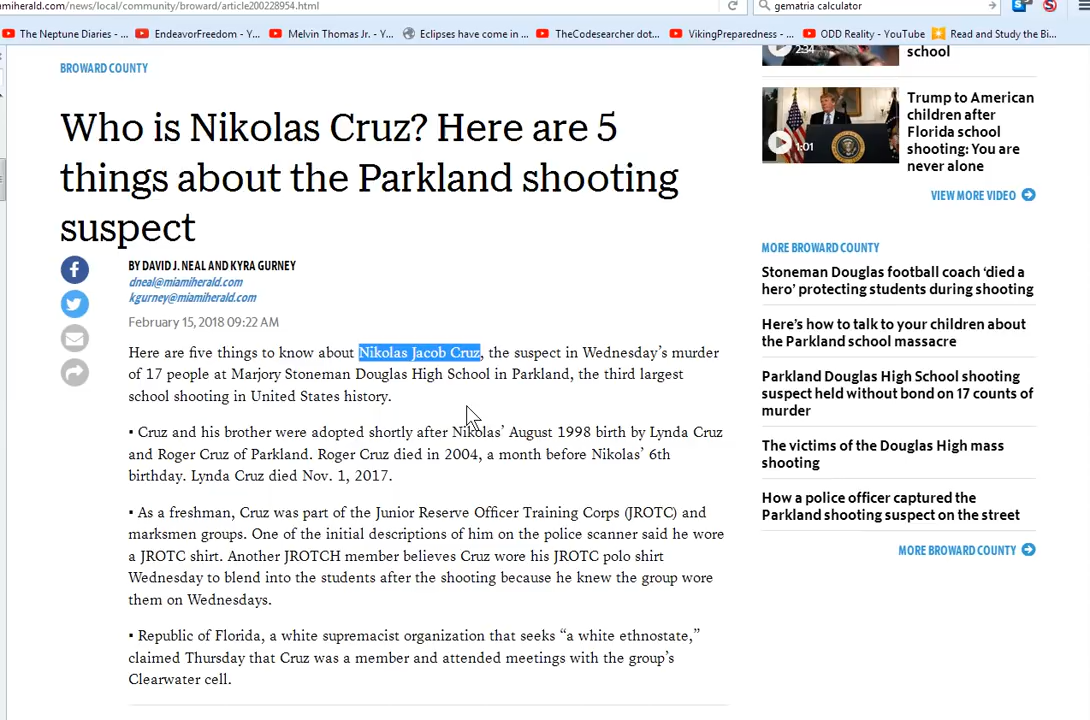 miherald.com/news/local/community/broward/article200228954.html
gematria calculator
The Neptune Diaries - ...
EndeavorFreedom - Y...
Melvin Thomas Jr. - Y...
Eclipses have come in ...
TheCodesearcher dot...
VikingPreparedness - ...
ODD Reality - YouTube
Read and Study the Bi...
BROWARD COUNTY
Who is Nikolas Cruz? Here are 5
things about the Parkland shooting
suspect
BY DAVID J. NEAL AND KYRA GURNEY
dneal@miamiherald.com
kgurney@miamiherald.com
February 15, 2018 09:22 AM
Here are five things to know about Nikolas Jacob Cruz, the suspect in Wednesday’s murder
of 17 people at Marjory Stoneman Douglas High School in Parkland, the third largest
school shooting in United States history.
▪ Cruz and his brother were adopted shortly after Nikolas’ August 1998 birth by Lynda Cruz
and Roger Cruz of Parkland. Roger Cruz died in 2004, a month before Nikolas’ 6th
birthday. Lynda Cruz died Nov. 1, 2017.
▪ As a freshman, Cruz was part of the Junior Reserve Officer Training Corps (JROTC) and
marksmen groups. One of the initial descriptions of him on the police scanner said he wore
a JROTC shirt. Another JROTCH member believes Cruz wore his JROTC polo shirt
Wednesday to blend into the students after the shooting because he knew the group wore
them on Wednesdays.
▪ Republic of Florida, a white supremacist organization that seeks “a white ethnostate,”
claimed Thursday that Cruz was a member and attended meetings with the group’s
Clearwater cell.
2:34
school
1:01
Trump to American
children after
Florida school
shooting: You are
never alone
VIEW MORE VIDEO
MORE BROWARD COUNTY
Stoneman Douglas football coach ‘died a
hero’ protecting students during shooting
Here’s how to talk to your children about
the Parkland school massacre
Parkland Douglas High School shooting
suspect held without bond on 17 counts of
murder
The victims of the Douglas High mass
shooting
How a police officer captured the
Parkland shooting suspect on the street
MORE BROWARD COUNTY